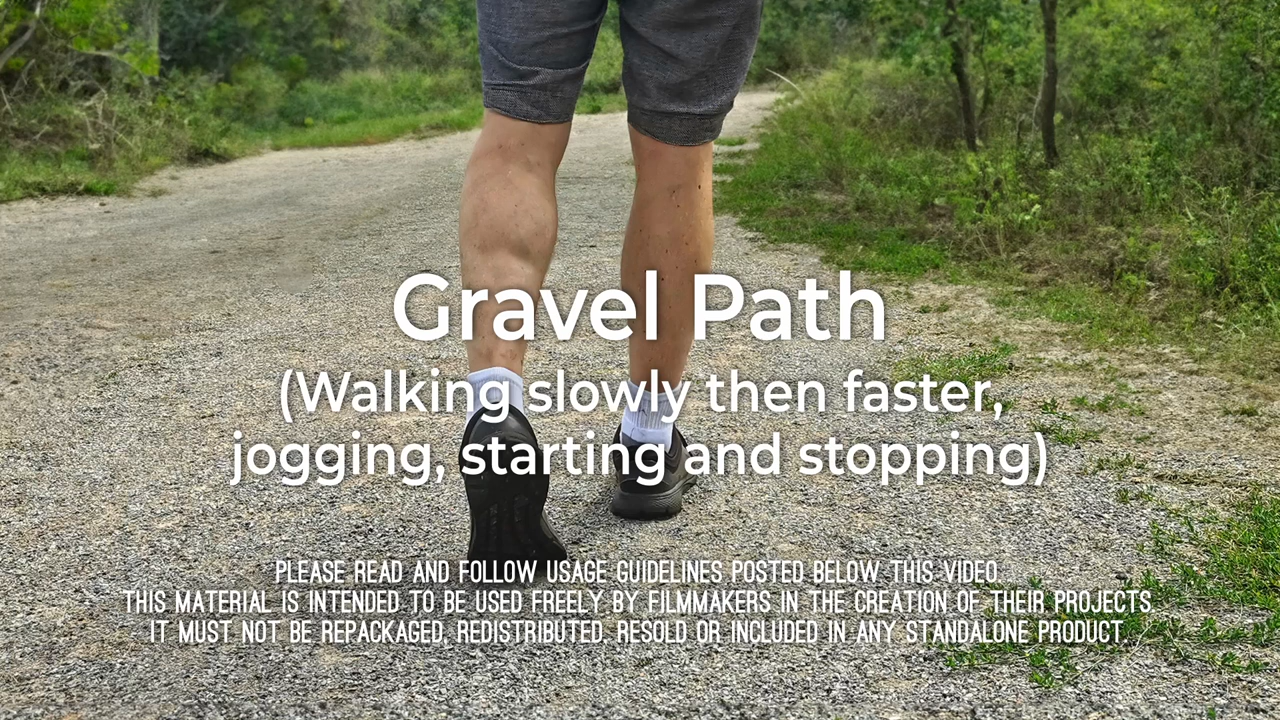 Gravel Path
(Walking slowly then faster,
jogging, starting and stopping)
PLEASE READ AND FOLLOW USAGE GUIDELINES POSTED BELOW THIS VIDEO.
THIS MATERIAL IS INTENDED TO BE USED FREELY BY FILMMAKERS IN THE CREATION OF THEIR PROJECTS.
IT MUST NOT BE REPACKAGED, REDISTRIBUTED, RESOLD OR INCLUDED IN ANY STANDALONE PRODUCT.